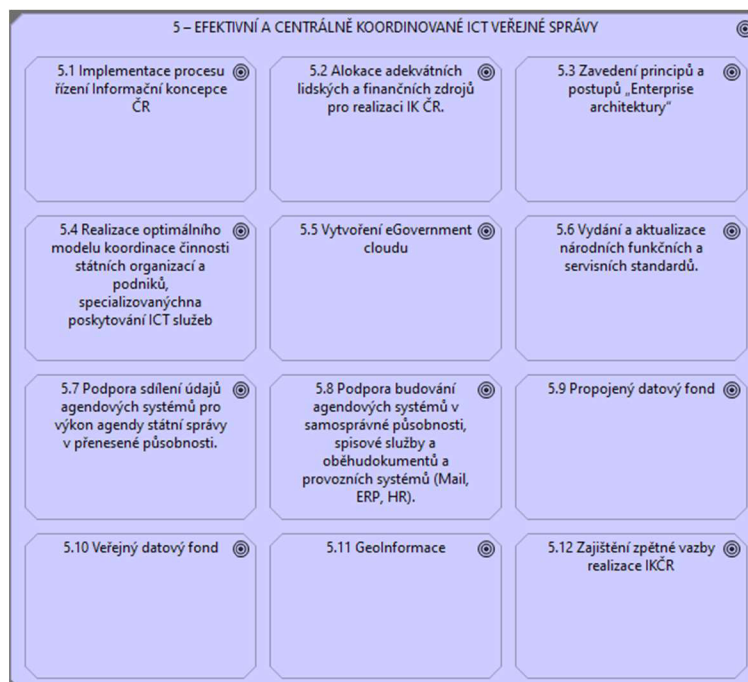 5 – EFEKTIVNÍ A CENTRÁLNĚ KOORDINOVANÉ ICT VEŘEJNÉ SPRÁVY
5.1 Implementace procesu
řízení Informační koncepce
ČR
5.2 Alokace adekvátních
lidských a finančních zdrojů
pro realizaci IK ČR.
5.3 Zavedení principů a
postupů „Enterprise
architektury“
5.4 Realizace optimálního
modelu koordinace činnosti
státních organizací a
podniků,
specializovanýchna
poskytování ICT služeb
5.5 Vytvoření eGovernment
cloudu
5.6 Vydání a aktualizace
národních funkčních a
servisních standardů.
5.7 Podpora sdílení údajů
agendových systémů pro
výkon agendy státní správy
v přenesené působnosti.
5.8 Podpora budování
agendových systémů v
samosprávné působnosti,
spisové služby a
oběhudokumentů a
provozních systémů (Mail,
ERP, HR).
5.9 Propojený datový fond
5.10 Veřejný datový fond
5.11 GeoInformace
5.12 Zajištění zpětné vazby
realizace IKČR